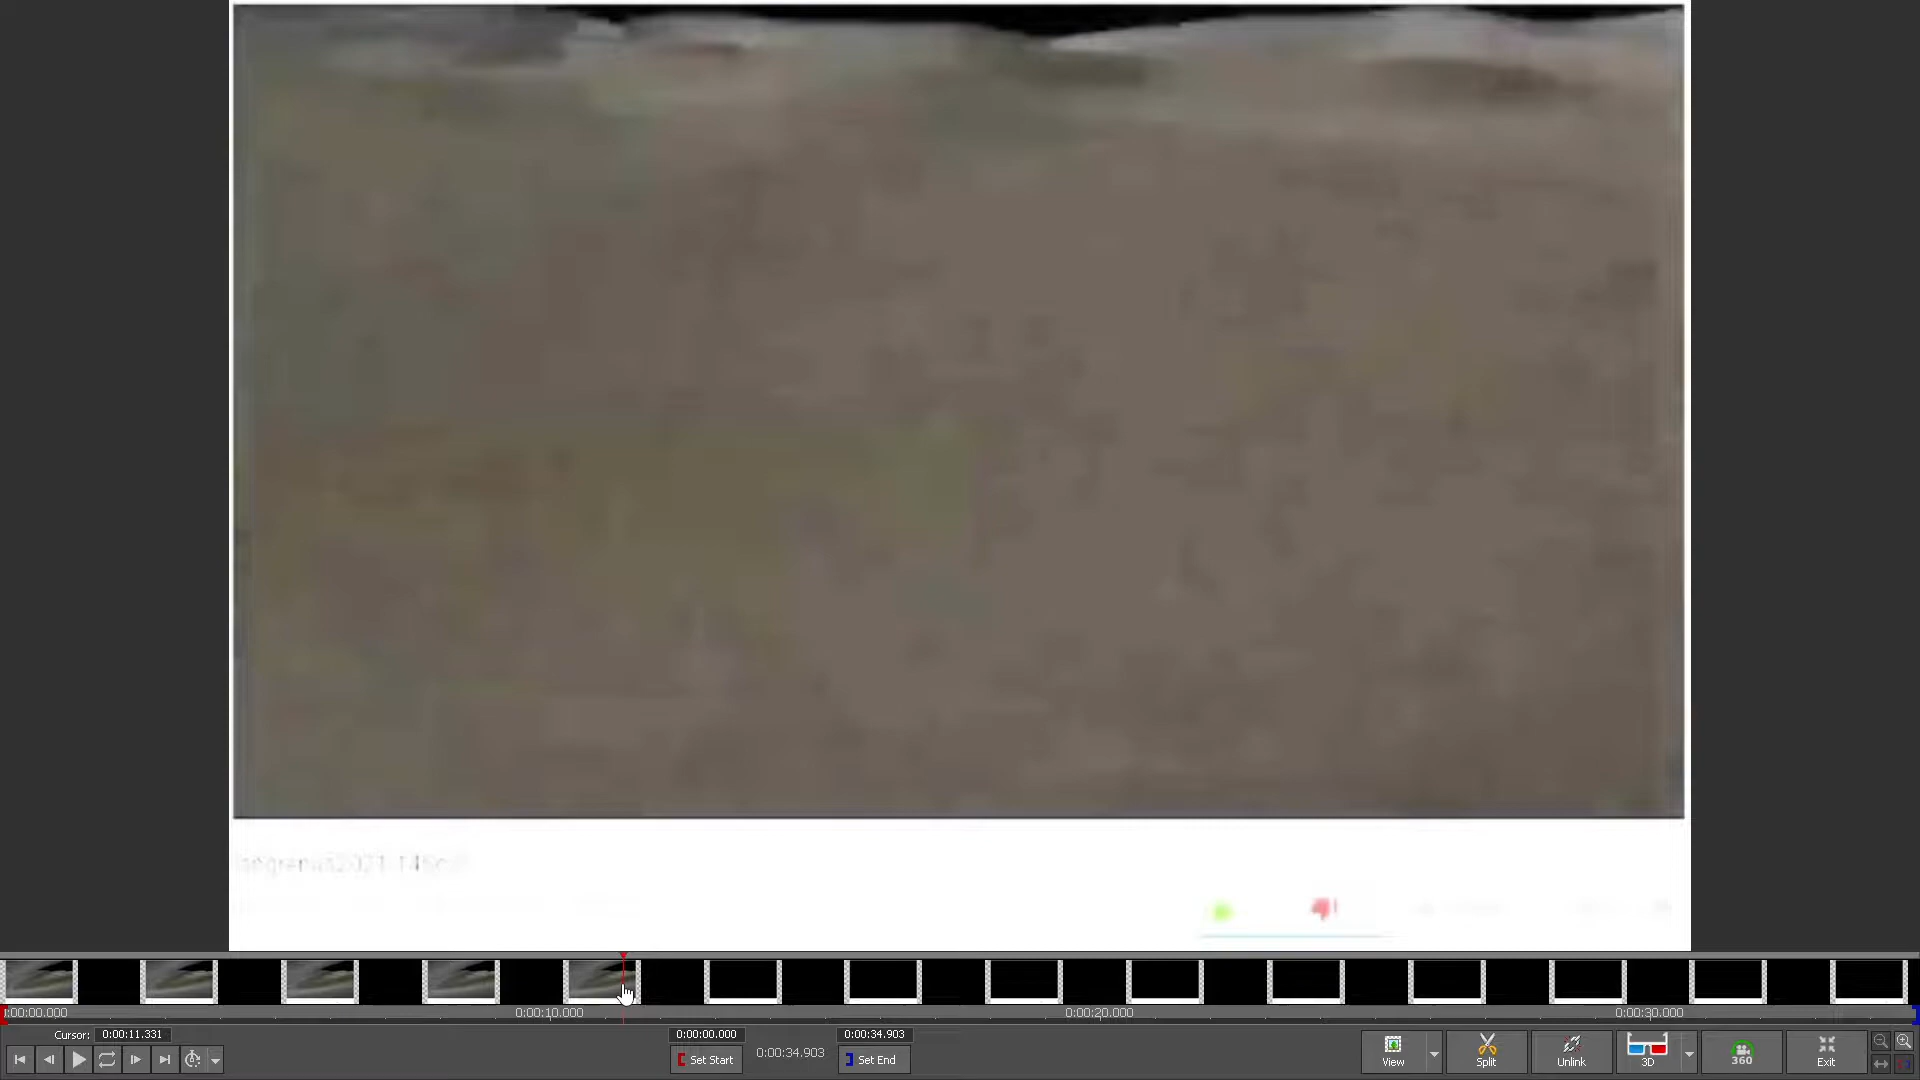 0:00:00.000
0:00:10.000
0:00:20.000
0:00:30.000
Cursor: 0:00:11.331
0:00:00.000
0:00:34.903
Set Start
0:00:34.903
Set End
View
Split
Unlink
3D
360
Exit